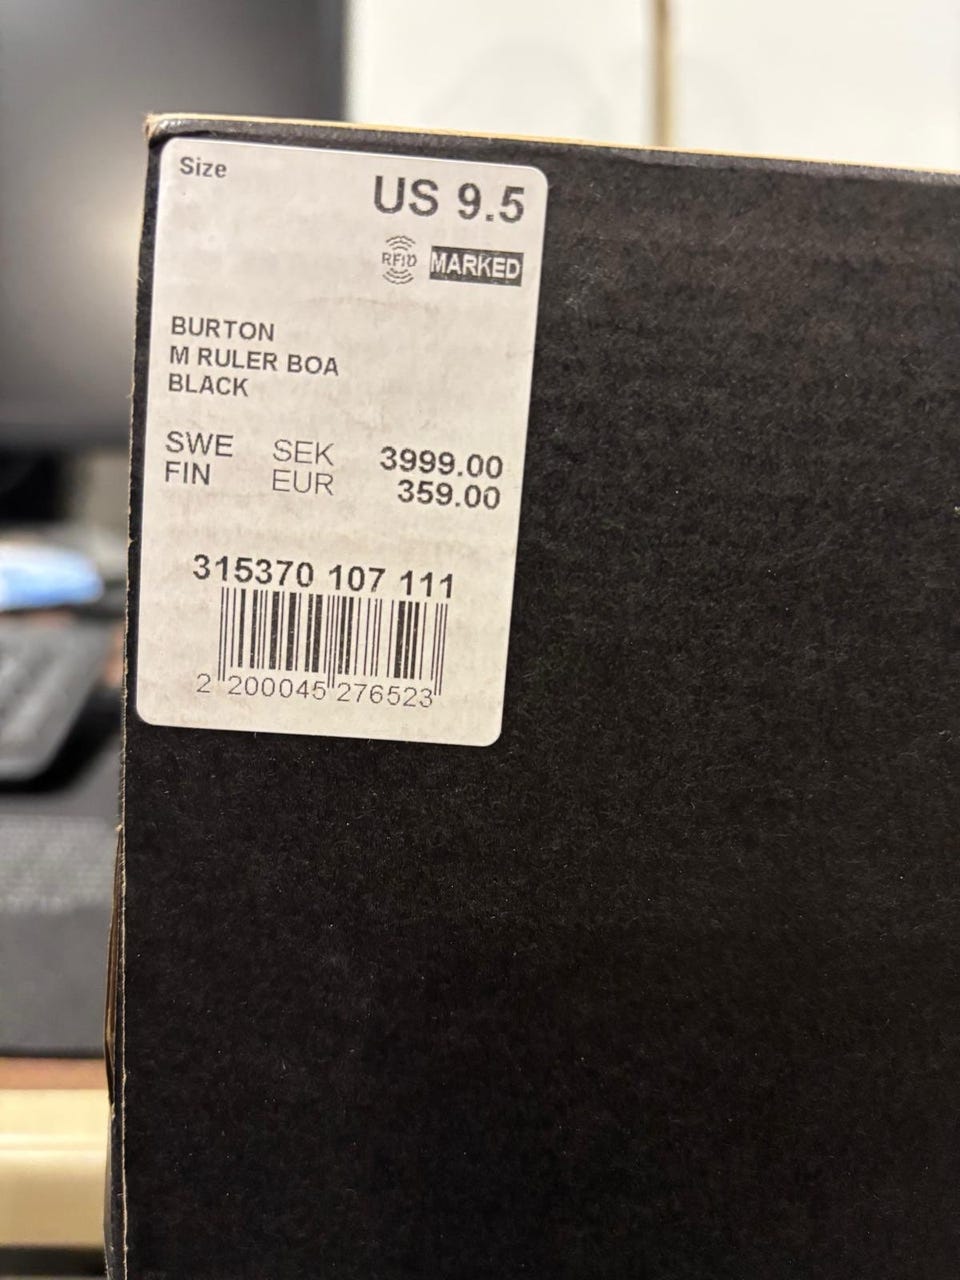 Size
US 9.5
RFID MARKED
BURTON
M RULER BOA
BLACK
SWE SEK 3999.00
FIN EUR 359.00
315370 107 111
2 200045 276523